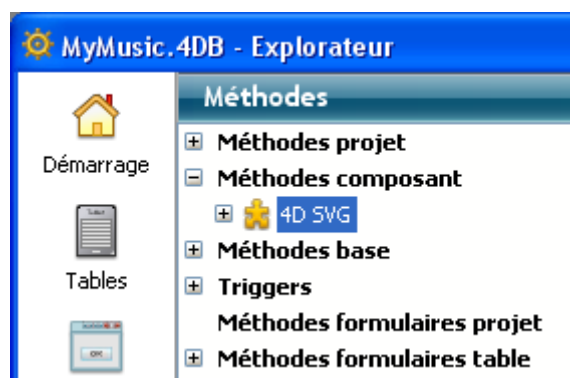 MyMusic.4DB - Explorateur
Méthodes
Démarrage
Tables
Méthodes projet
Méthodes composant
4D SVG
Méthodes base
Triggers
Méthodes formulaires projet
Méthodes formulaires table
OK